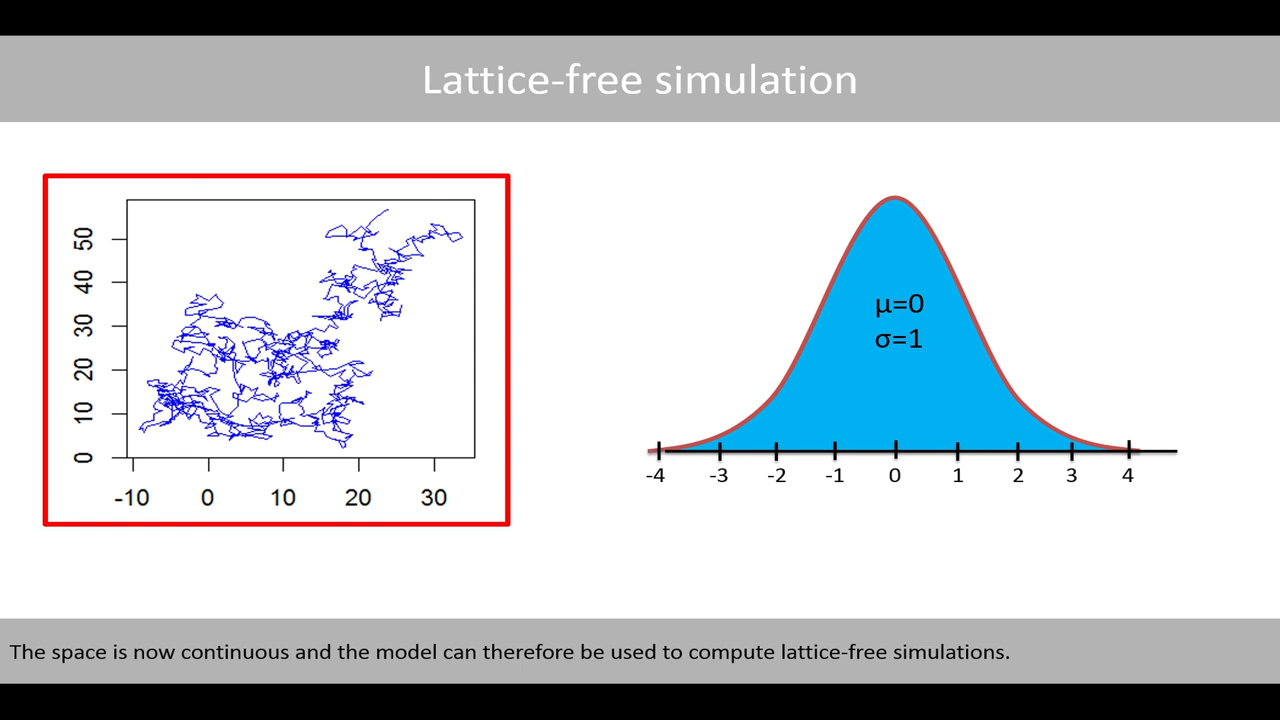 Lattice-free simulation
50
40
30
20
10
0
-10 0 10 20 30
μ=0
σ=1
-4 -3 -2 -1 0 1 2 3 4
The space is now continuous and the model can therefore be used to compute lattice-free simulations.